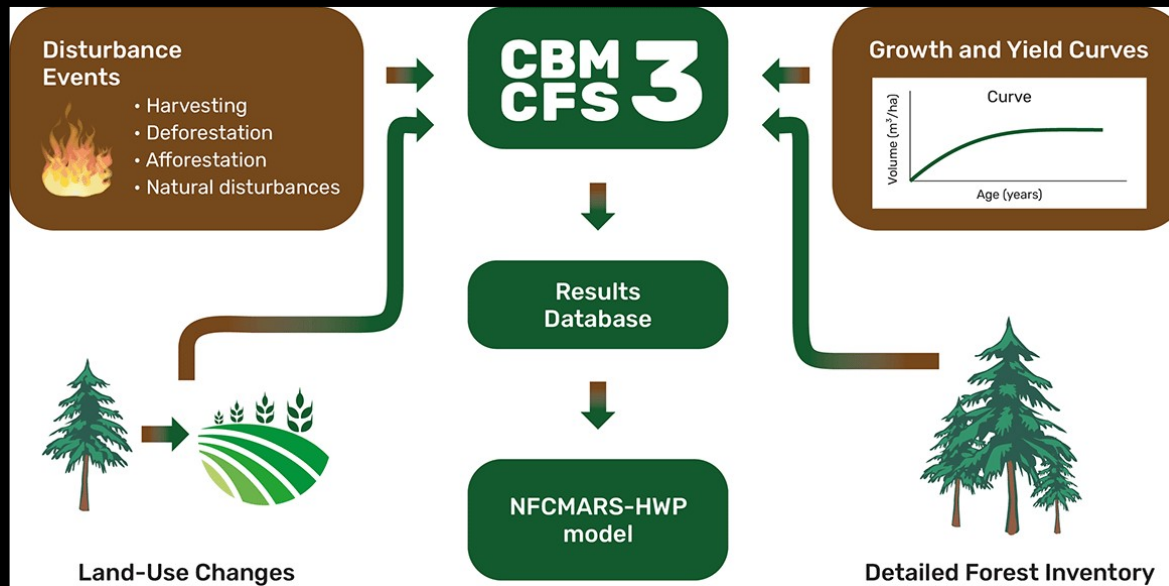 Disturbance
Events
• Harvesting
• Deforestation
• Afforestation
• Natural disturbances
CBM
CFS 3
Growth and Yield Curves
Curve
Volume (m³/ha)
Age (years)
Results
Database
NFCMARS-HWP
model
Land-Use Changes
Detailed Forest Inventory